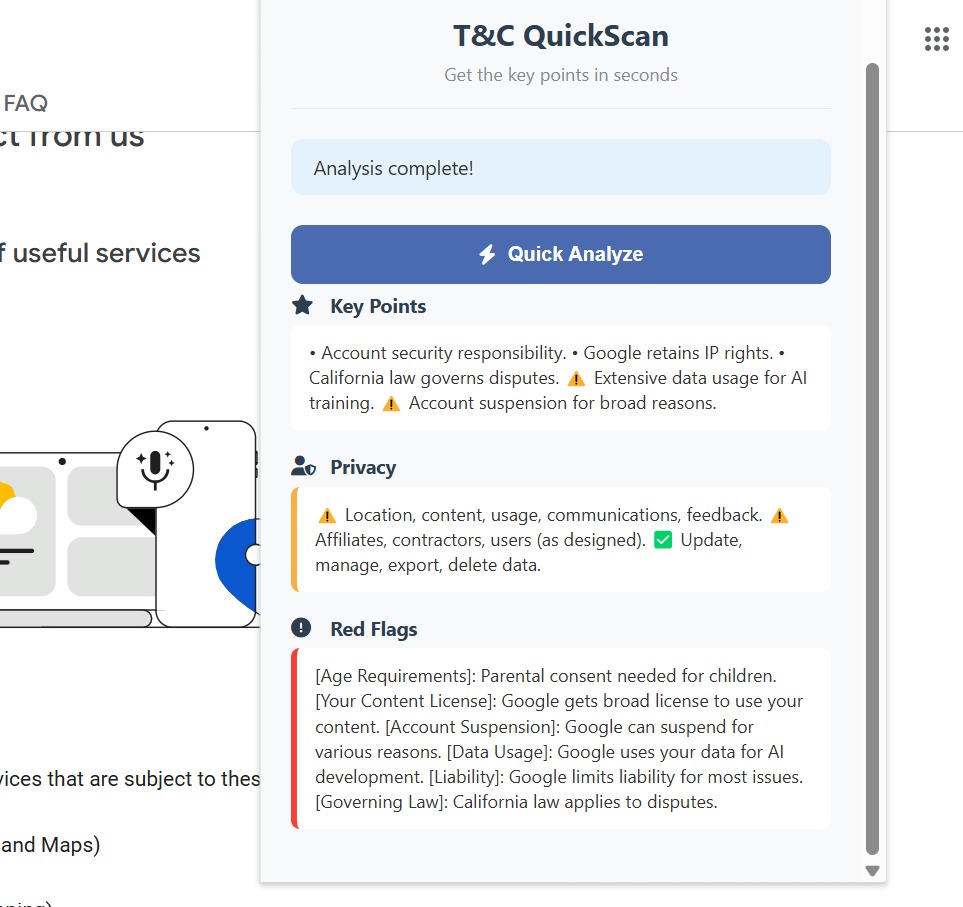 T&C QuickScan
Get the key points in seconds
FAQ
from us
useful services
vices that are subject to thes
and Maps)
Analysis complete!
Quick Analyze
Key Points
• Account security responsibility. • Google retains IP rights. •
California law governs disputes. ⚠️ Extensive data usage for AI
training. ⚠️ Account suspension for broad reasons.
Privacy
⚠️ Location, content, usage, communications, feedback. ⚠️
Affiliates, contractors, users (as designed). ✅ Update,
manage, export, delete data.
Red Flags
[Age Requirements]: Parental consent needed for children.
[Your Content License]: Google gets broad license to use your
content. [Account Suspension]: Google can suspend for
various reasons. [Data Usage]: Google uses your data for AI
development. [Liability]: Google limits liability for most issues.
[Governing Law]: California law applies to disputes.